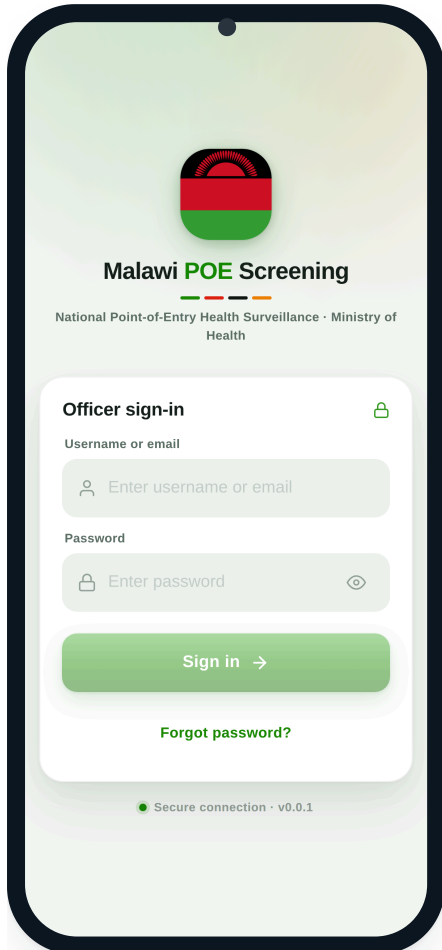 Malawi POE Screening
National Point-of-Entry Health Surveillance · Ministry of
Health
Officer sign-in
Username or email
Enter username or email
Password
Enter password
Sign in →
Forgot password?
Secure connection · v0.0.1